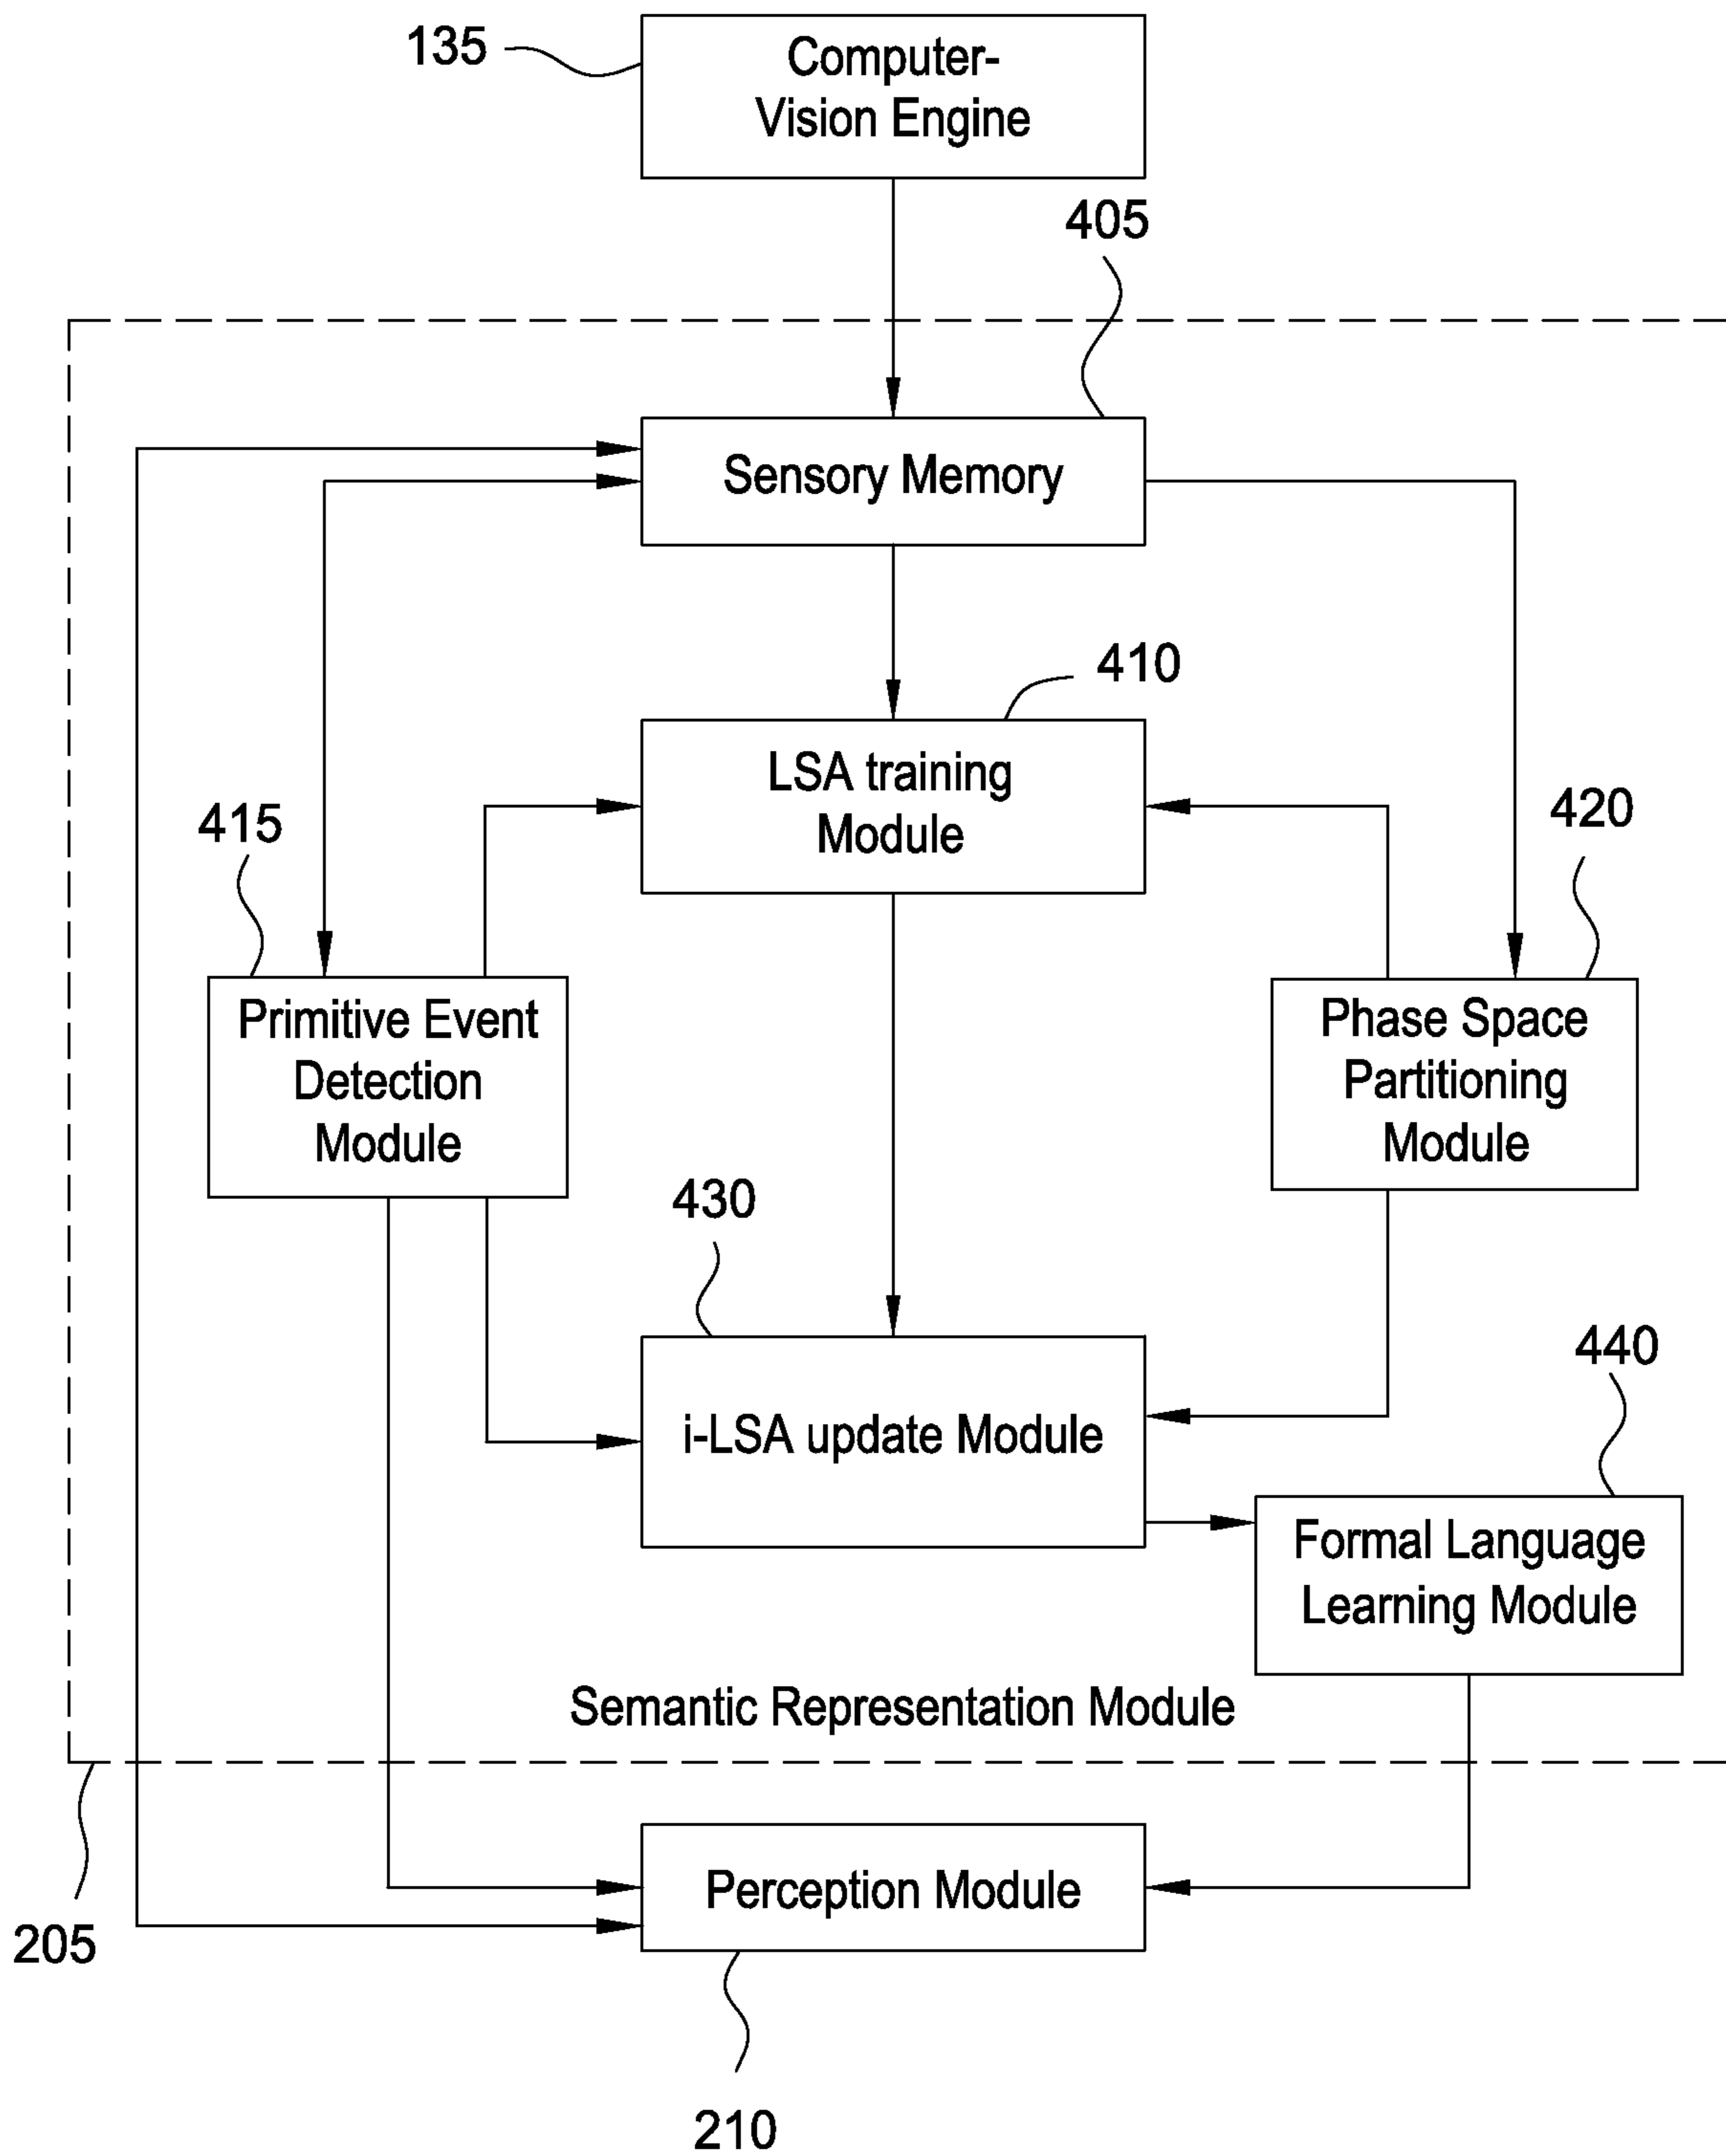 135
Computer-
Vision Engine
405
Sensory Memory
410
LSA training
Module
415
420
Primitive Event
Detection
Module
Phase Space
Partitioning
Module
430
i-LSA update Module
440
Formal Language
Learning Module
Semantic Representation Module
205
Perception Module
210